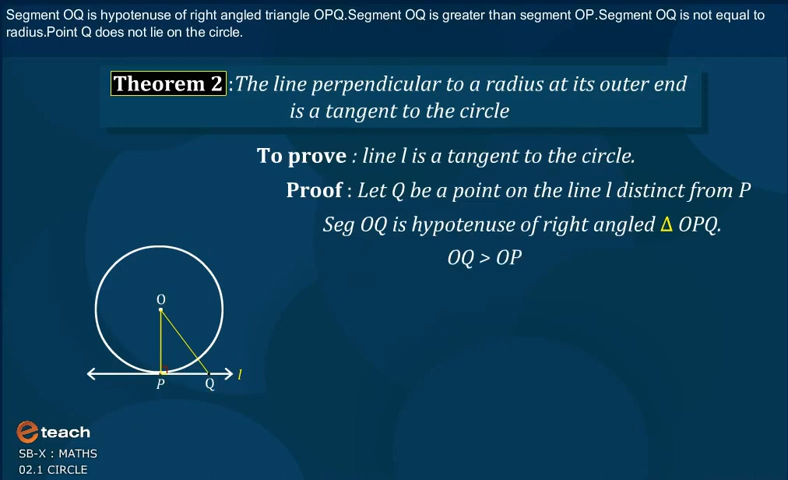 Segment OQ is hypotenuse of right angled triangle OPQ.Segment OQ is greater than segment OP.Segment OQ is not equal to
radius.Point Q does not lie on the circle.
Theorem 2 : The line perpendicular to a radius at its outer end
is a tangent to the circle
To prove : line l is a tangent to the circle.
Proof : Let Q be a point on the line l distinct from P
Seg OQ is hypotenuse of right angled Δ OPQ.
OQ > OP
O
P
Q
l
eteach
SB-X : MATHS
02.1 CIRCLE